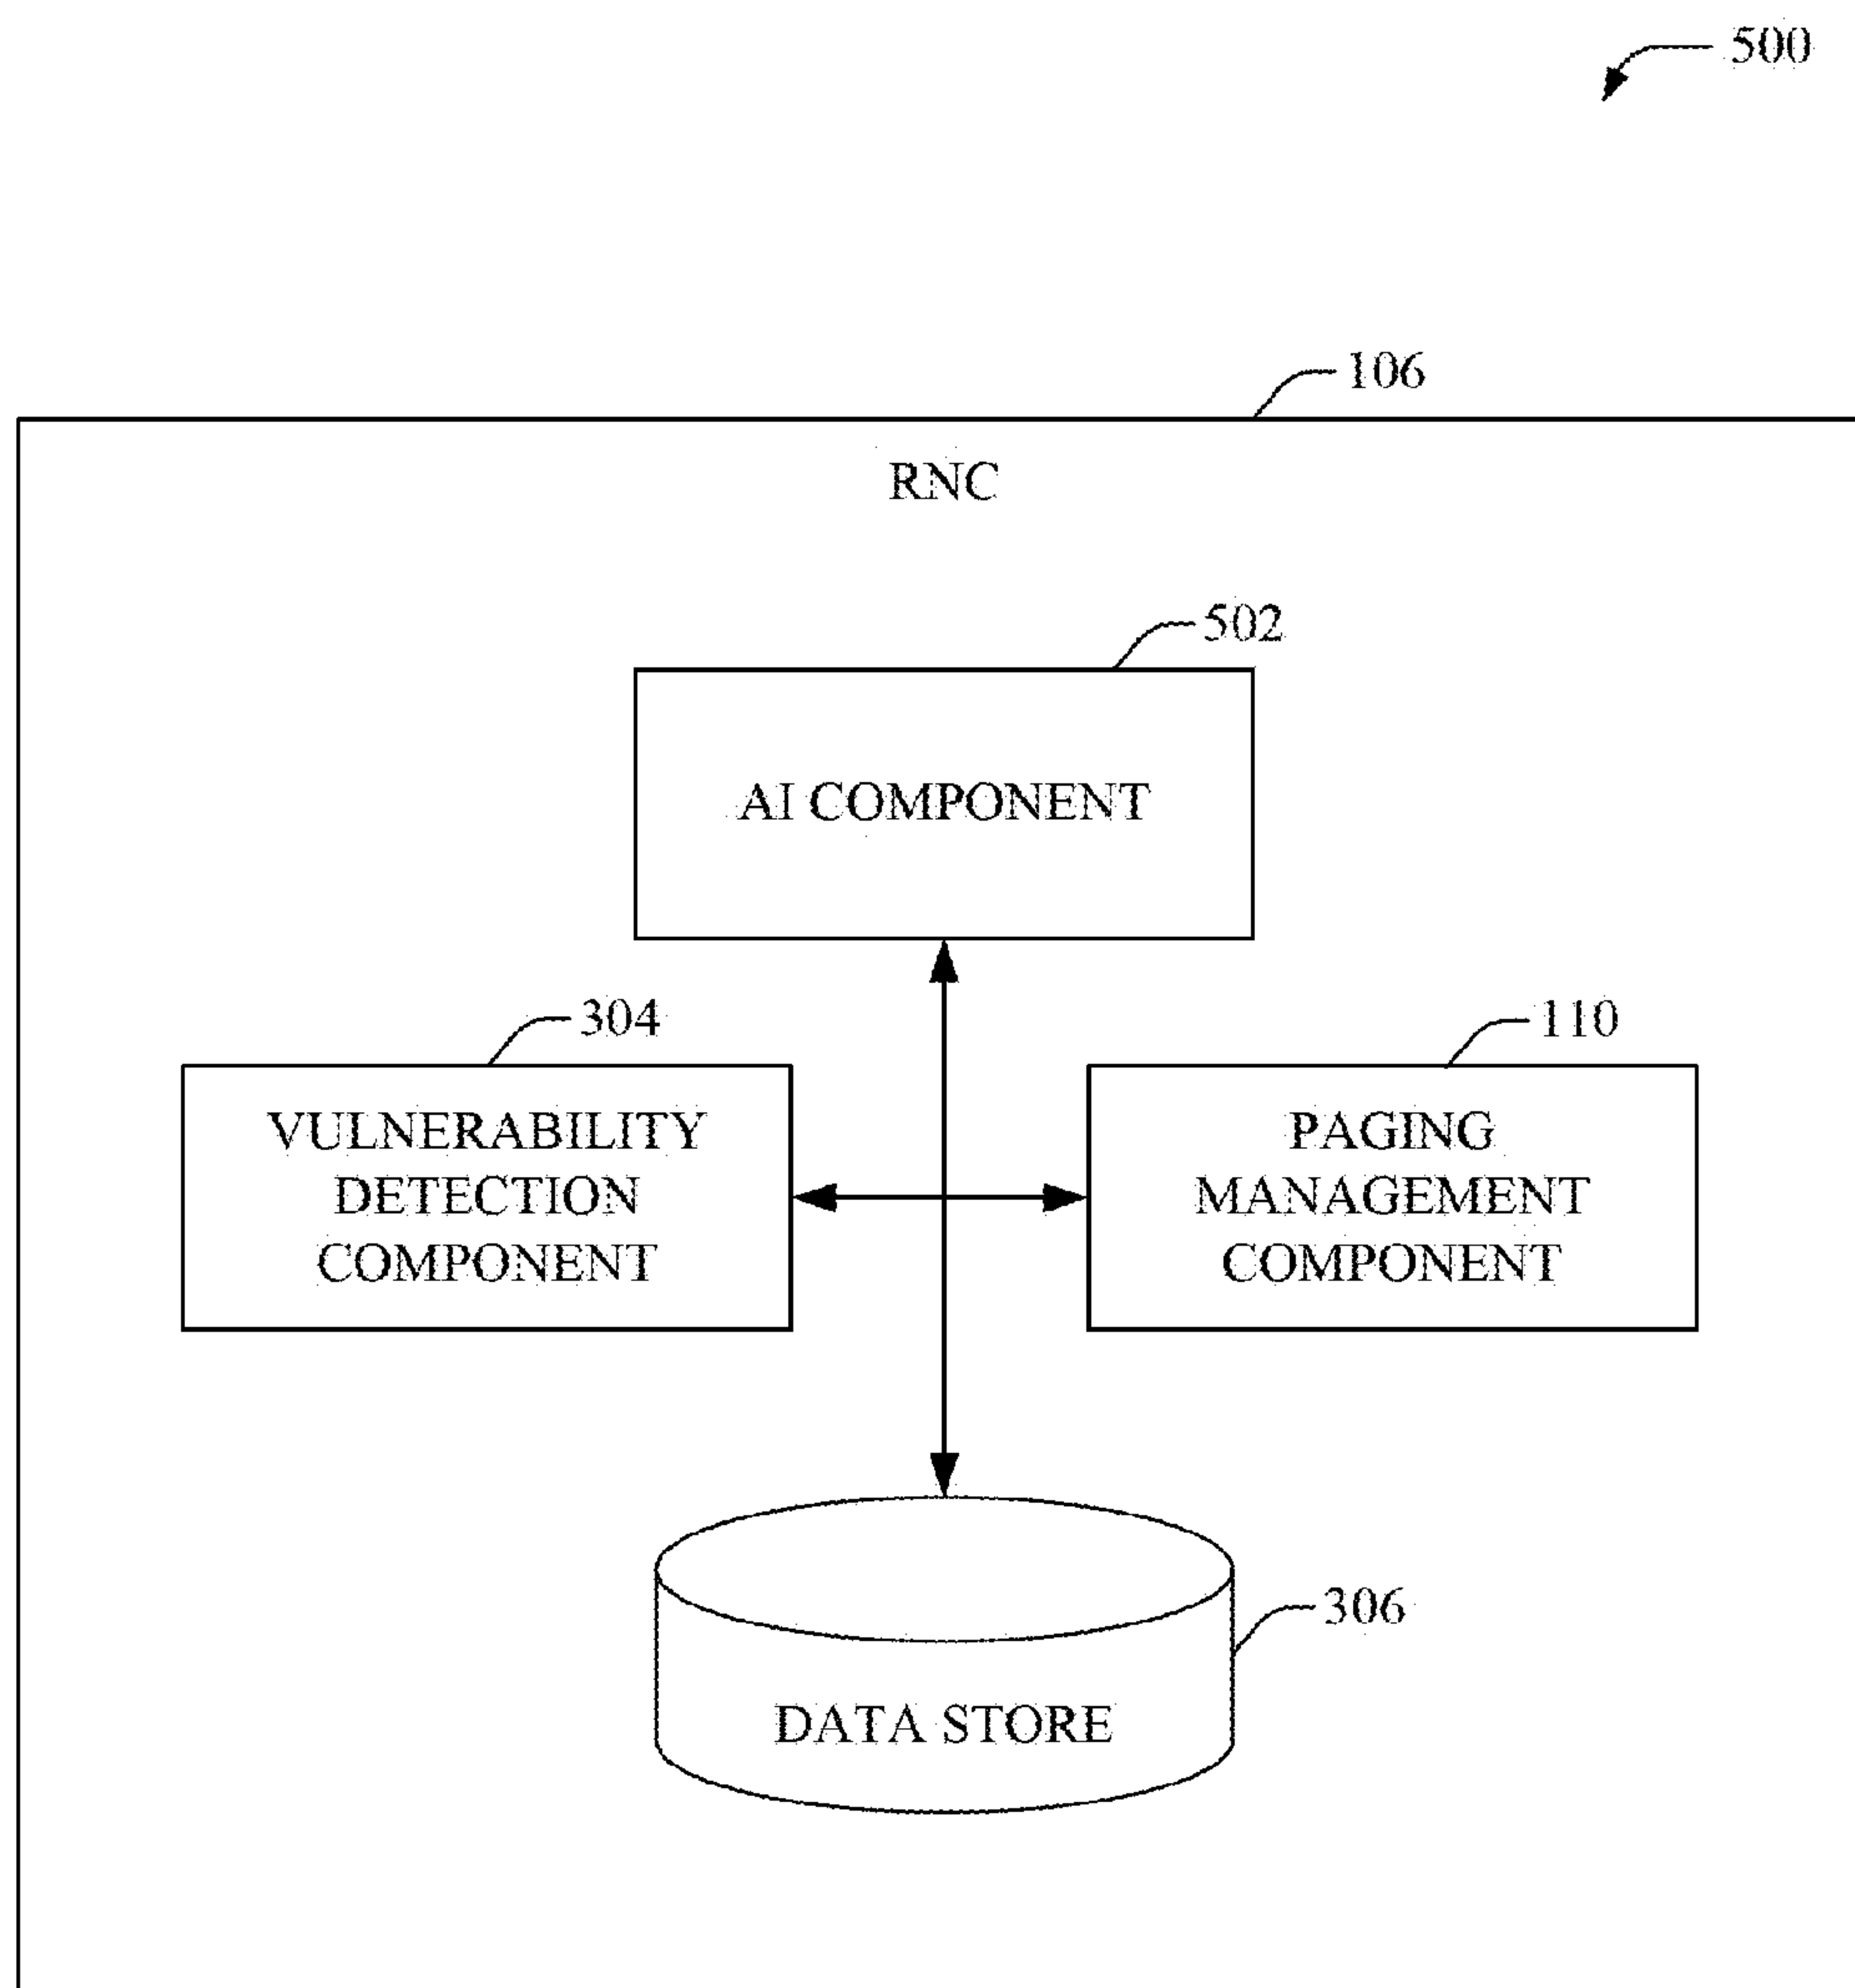 500
106
RNC
502
AI COMPONENT
304
110
VULNERABILITY
DETECTION
COMPONENT
PAGING
MANAGEMENT
COMPONENT
306
DATA STORE